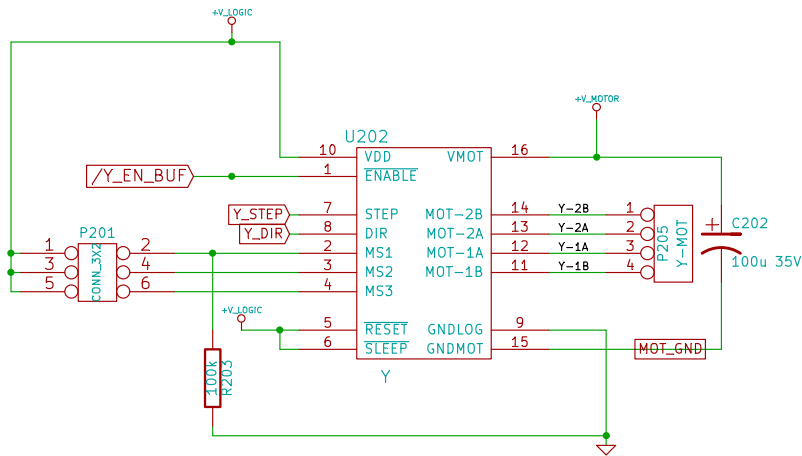 +V_LOGIC
+V_MOTOR
U202
10 VDD VMOT 16
/Y_EN_BUF 1 ENABLE
Y_STEP 7 STEP MOT-2B 14 Y-2B 1
Y_DIR 8 DIR MOT-2A 13 Y-2A 2
P201
1 2 2 MS1 MOT-1A 12 Y-1A 3
3 4 3 MS2 MOT-1B 11 Y-1B 4
5 6 4 MS3
CONN_3X2
P205
Y-MOT
+
C202
100u 35V
+V_LOGIC
5 RESET GNDLOG 9
6 SLEEP GNDMOT 15 MOT_GND
Y
100k
R203